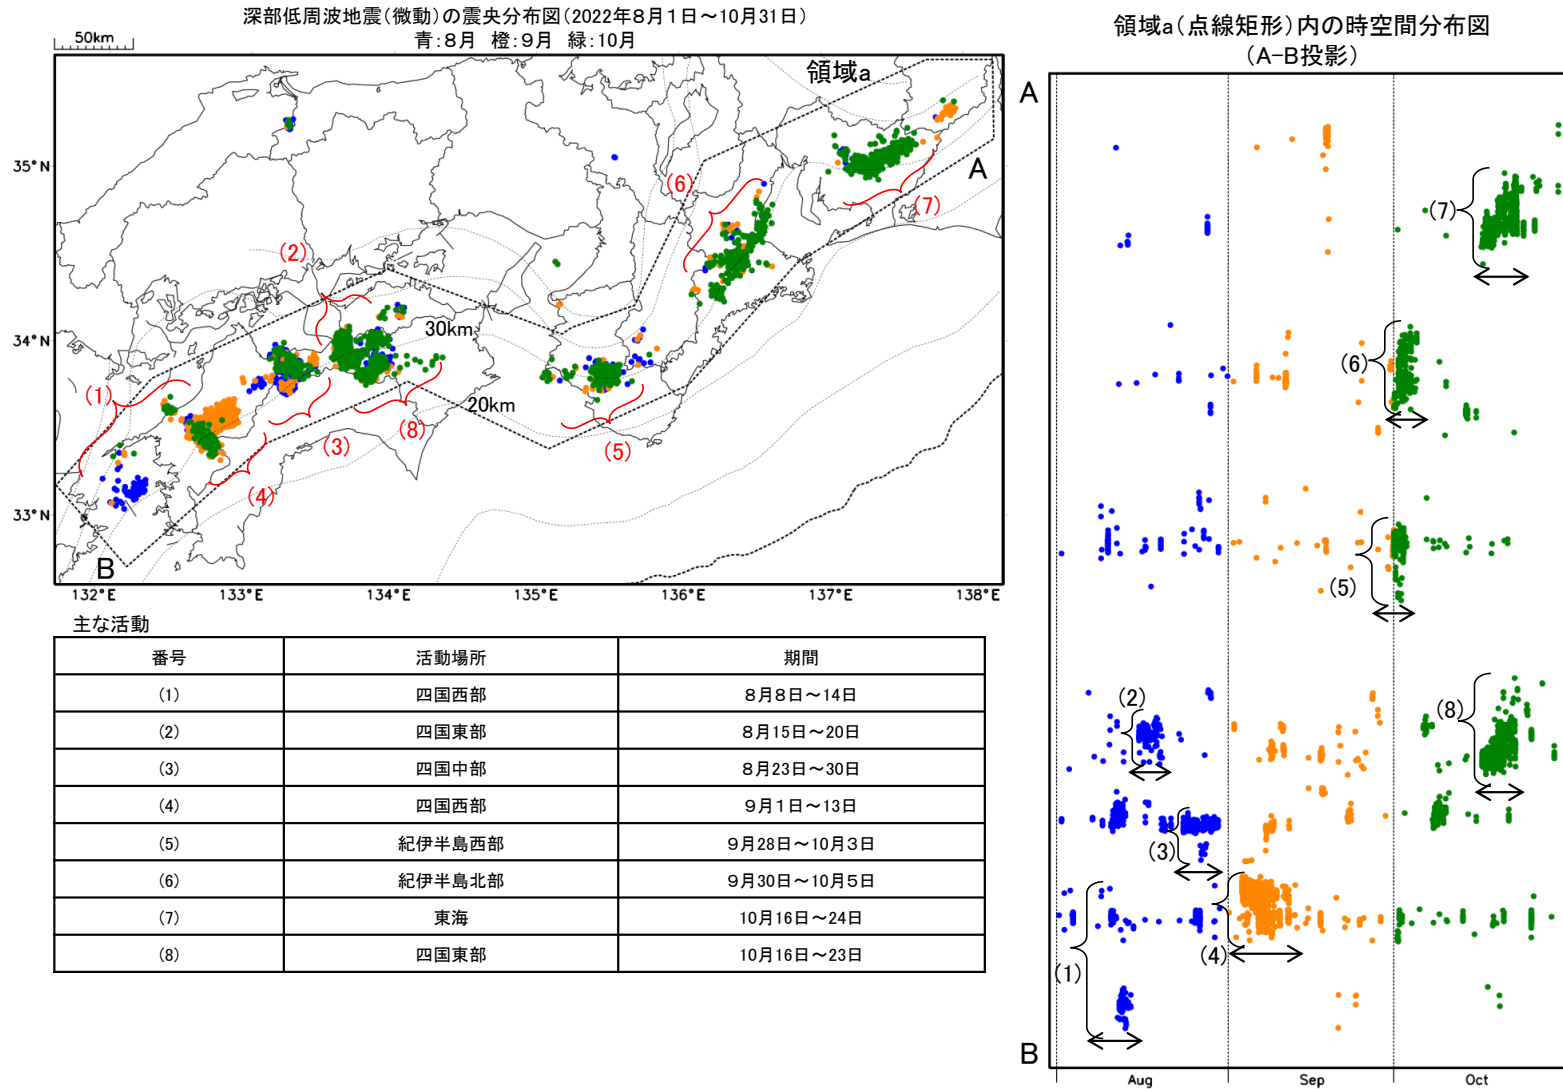 深部低周波地震(微動)の震央分布図(2022年8月1日～10月31日)
青:8月 橙:9月 緑:10月
50km
領域a
35°N
34°N
33°N
A
B
30km
20km
(1)
(2)
(3)
(4)
(5)
(6)
(7)
(8)
132°E 133°E 134°E 135°E 136°E 137°E 138°E
主な活動
番号 活動場所 期間
(1) 四国西部 8月8日～14日
(2) 四国東部 8月15日～20日
(3) 四国中部 8月23日～30日
(4) 四国西部 9月1日～13日
(5) 紀伊半島西部 9月28日～10月3日
(6) 紀伊半島北部 9月30日～10月5日
(7) 東海 10月16日～24日
(8) 四国東部 10月16日～23日
領域a(点線矩形)内の時空間分布図
(A-B投影)
A
(7)
(6)
(5)
(2)
(8)
(3)
(4)
(1)
B
Aug Sep Oct